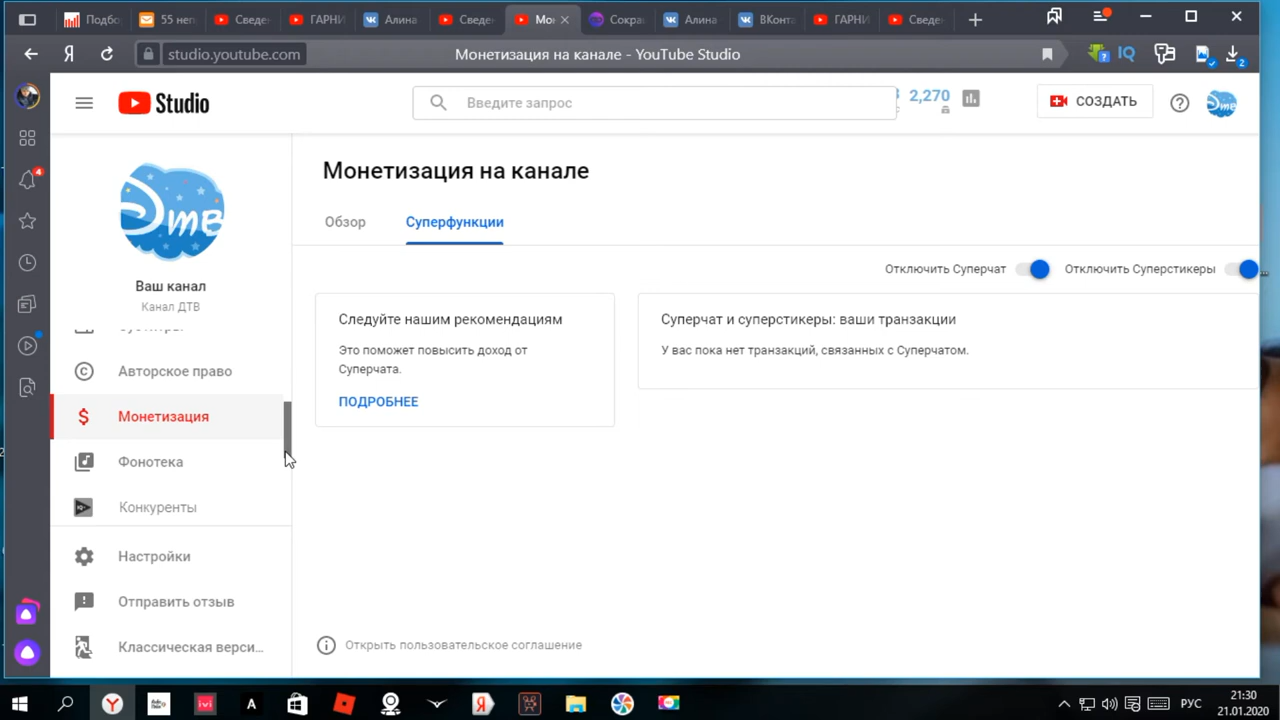 Подбо
55 неп
Сведе
ГАРНИ
Алина
Сведе
Мон
Сокра
Алина
ВКонта
ГАРНИ
Сведе
Я
studio.youtube.com
Монетизация на канале - YouTube Studio
IQ
2
Studio
Введите запрос
2,270
СОЗДАТЬ
4
Дтв
Ваш канал
Канал ДТВ
Авторское право
Монетизация
Фонотека
Конкуренты
Настройки
Отправить отзыв
Классическая верси...
Монетизация на канале
Обзор
Суперфункции
Отключить Суперчат
Отключить Суперстикеры
Следуйте нашим рекомендациям
Это поможет повысить доход от
Суперчата.
ПОДРОБНЕЕ
Суперчат и суперстикеры: ваши транзакции
У вас пока нет транзакций, связанных с Суперчатом.
Открыть пользовательское соглашение
РУС
21:30
21.01.2020